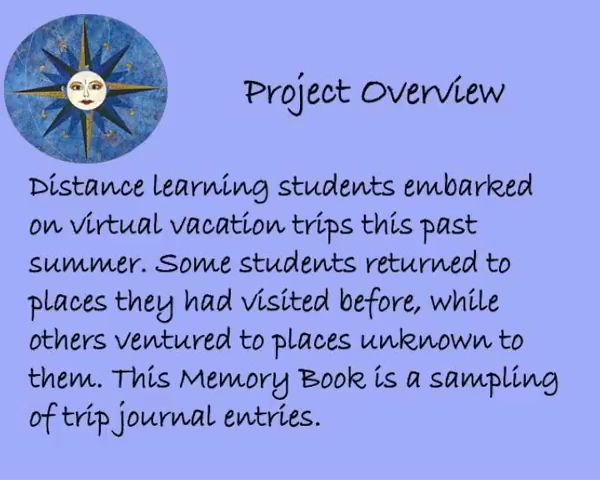 Project Overview
Distance learning students embarked
on virtual vacation trips this past
summer. Some students returned to
places they had visited before, while
others ventured to places unknown to
them. This Memory Book is a sampling
of trip journal entries.